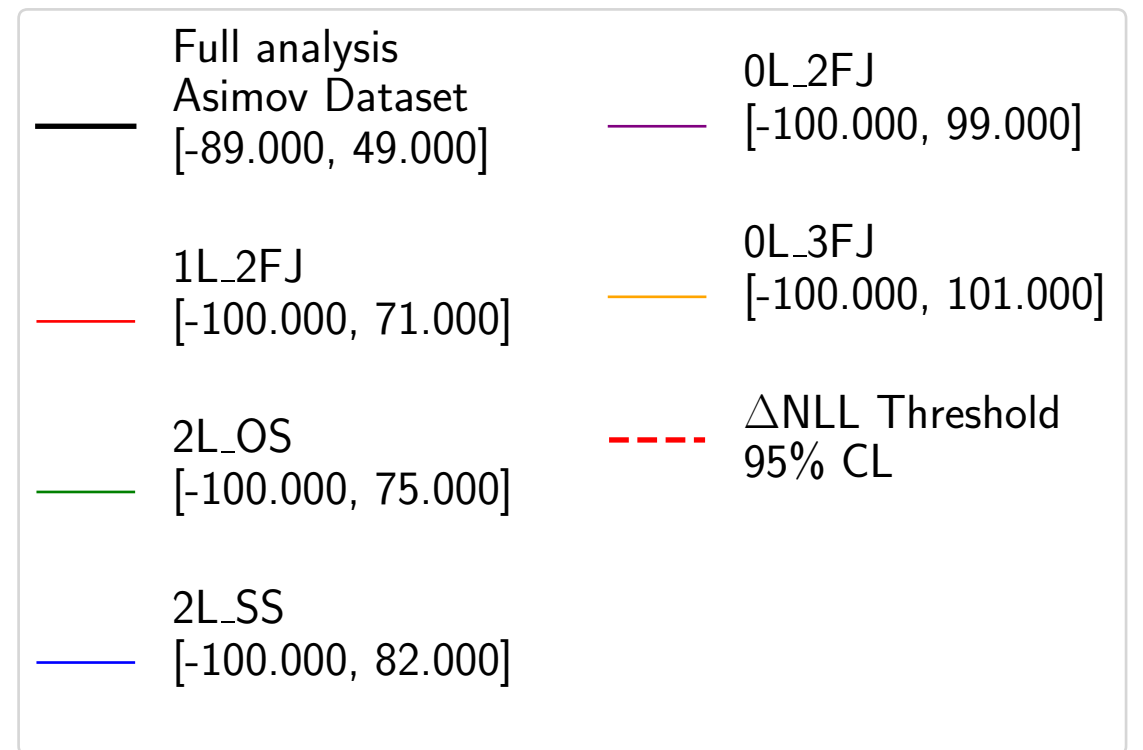 Full analysis
Asimov Dataset
[-89.000, 49.000]
1L_2FJ
[-100.000, 71.000]
2L_OS
[-100.000, 75.000]
2L_SS
[-100.000, 82.000]
0L_2FJ
[-100.000, 99.000]
0L_3FJ
[-100.000, 101.000]
ΔNLL Threshold
95% CL